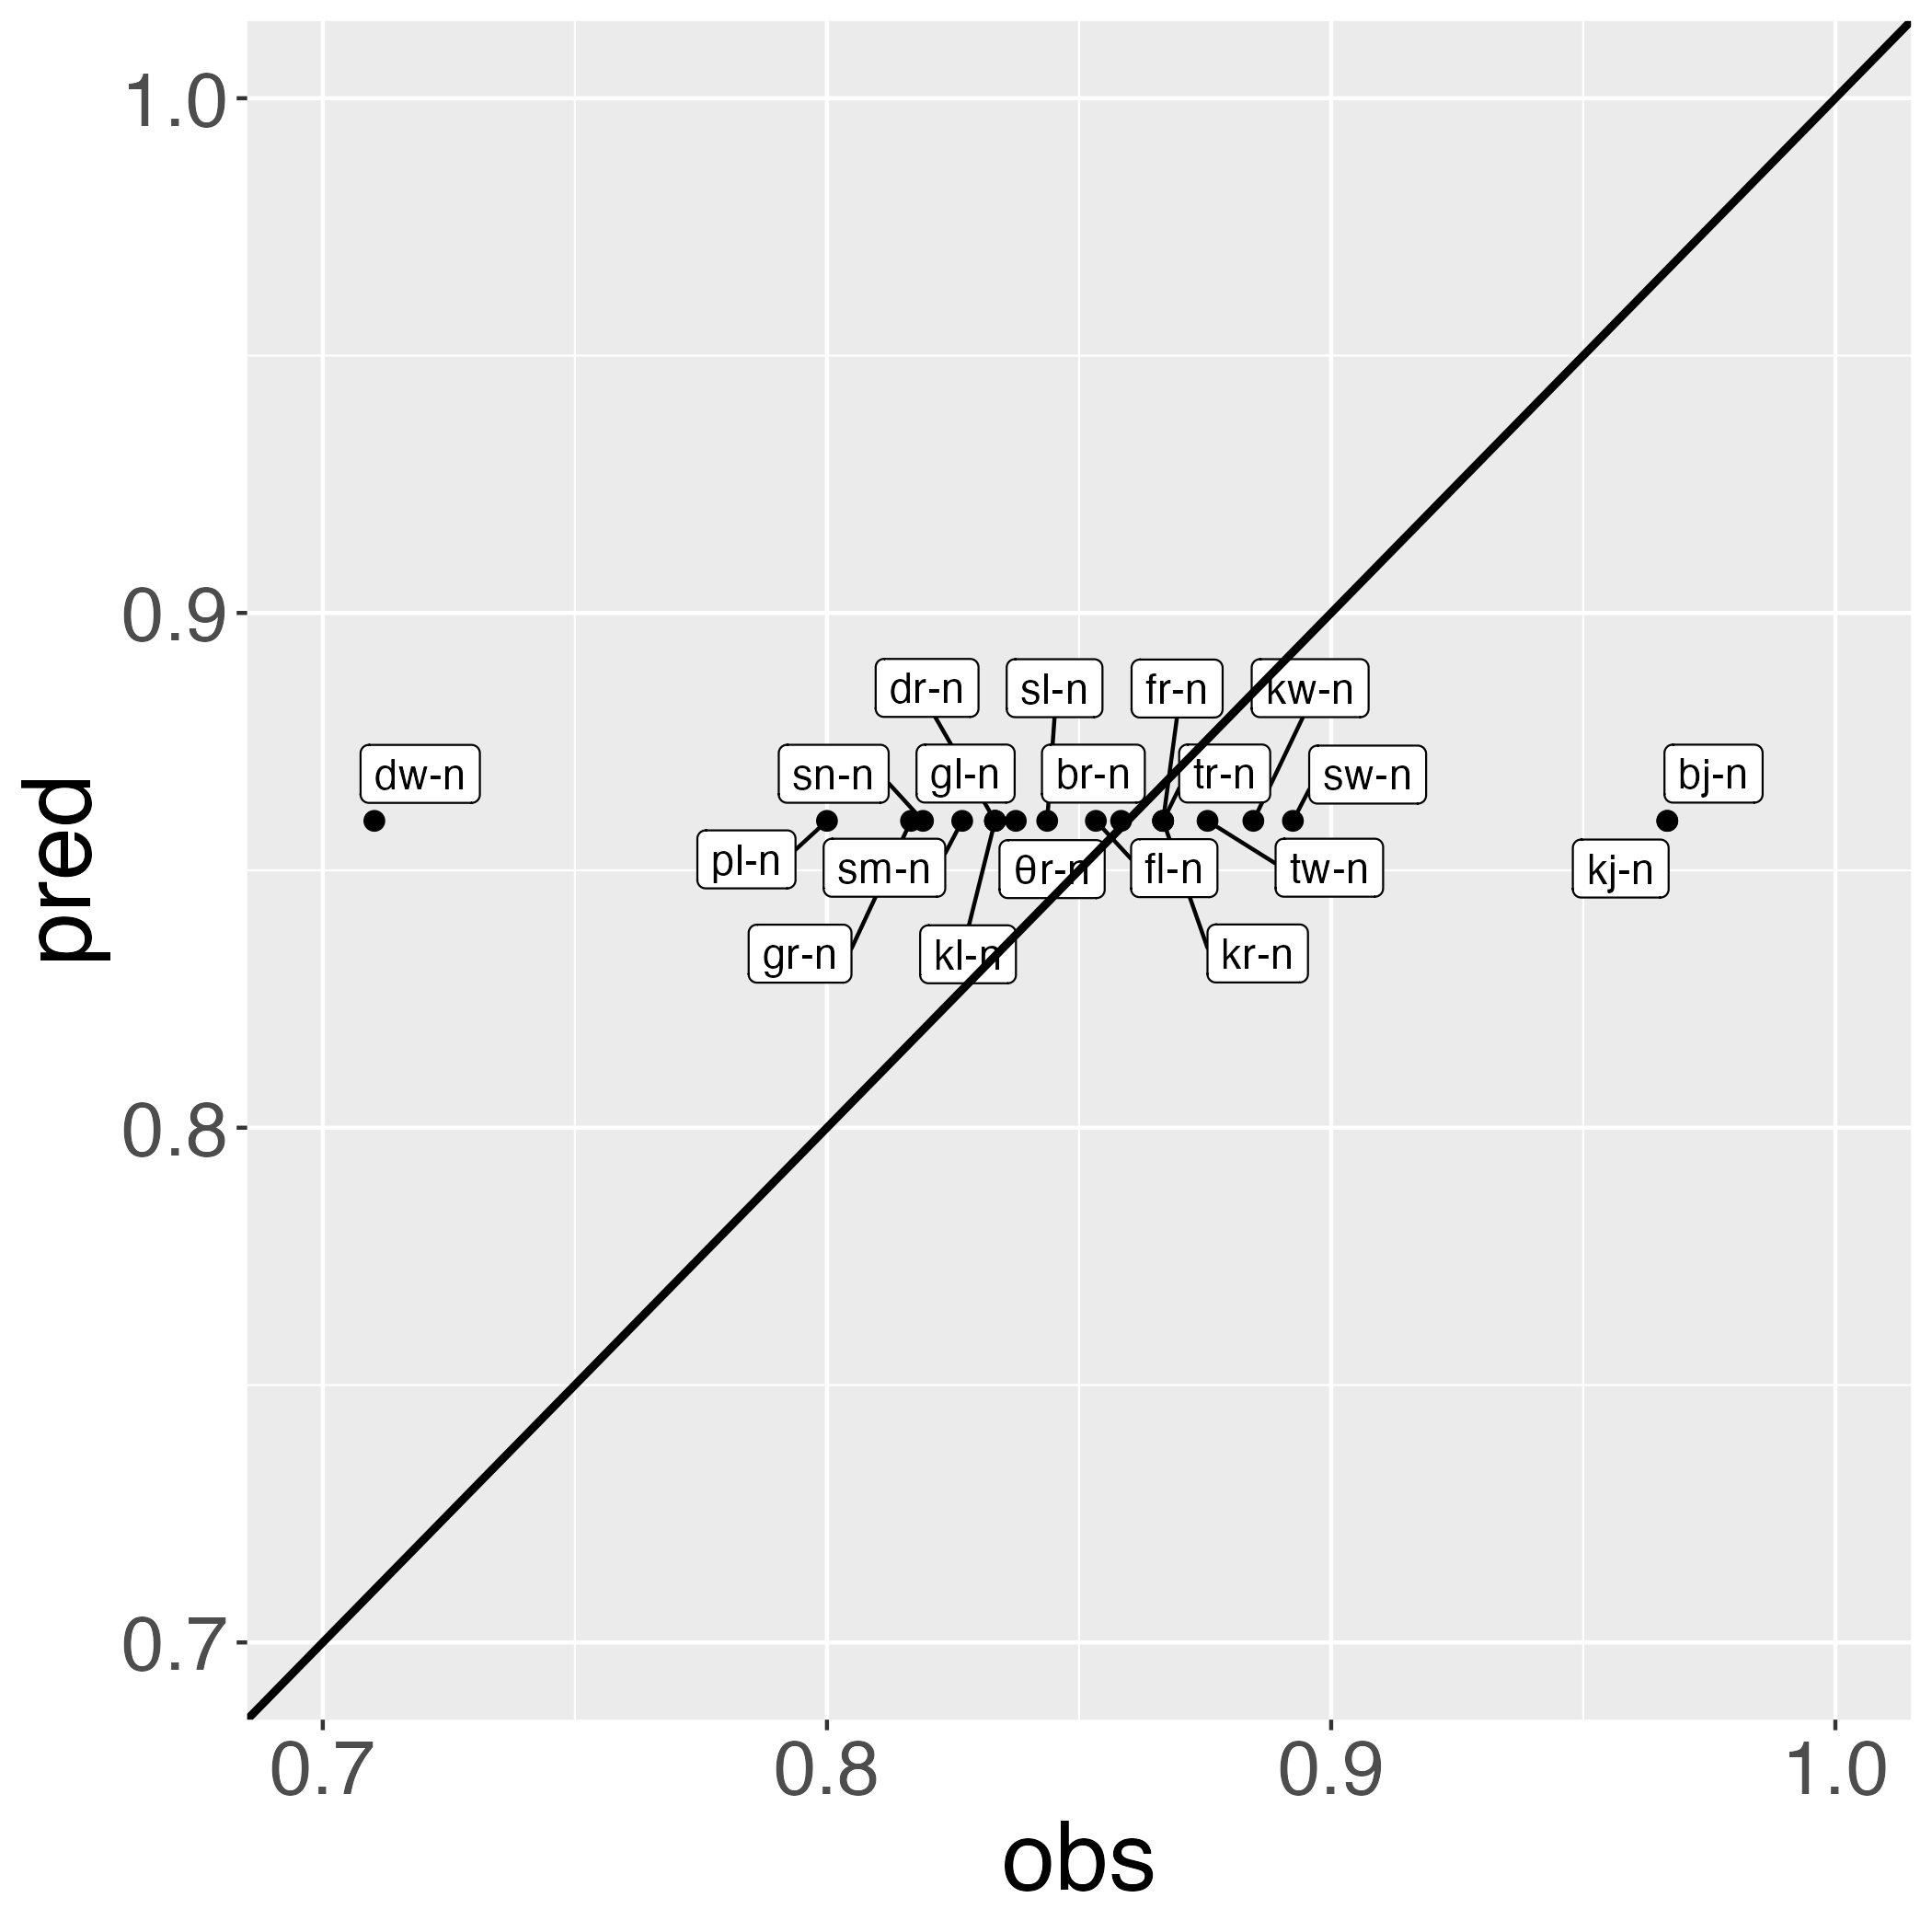 1.0
0.9
dr-n sl-n fr-n kw-n
dw-n sn-n gl-n br-n tr-n sw-n bj-n
pl-n sm-n θr-n fl-n tw-n kj-n
gr-n kl-n kr-n
0.8
0.7
pred
0.7 0.8 0.9 1.0
obs